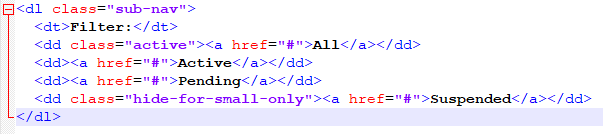 <dl class="sub-nav">
<dt>Filter:</dt>
<dd class="active"><a href="#">All</a></dd>
<dd><a href="#">Active</a></dd>
<dd><a href="#">Pending</a></dd>
<dd class="hide-for-small-only"><a href="#">Suspended</a></dd>
</dl>